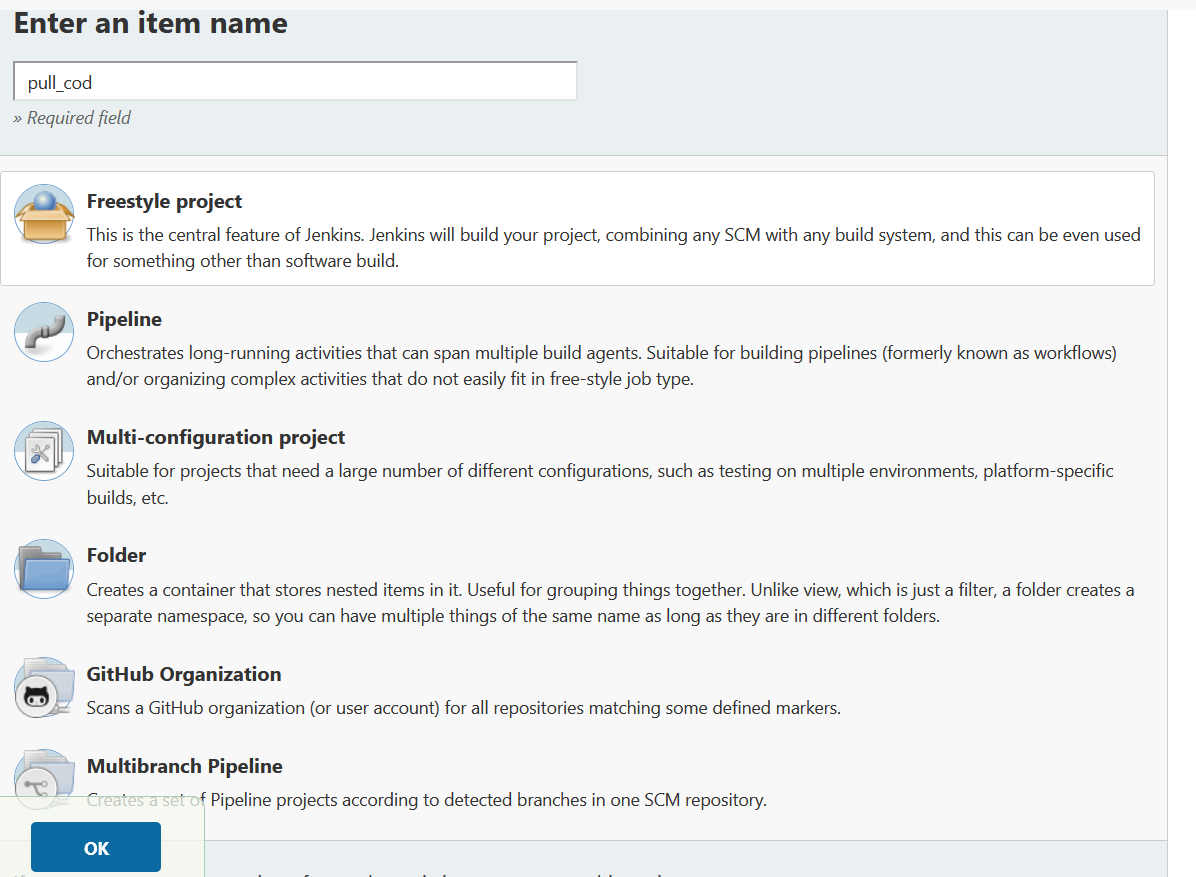 Enter an item name
pull_cod
» Required field
Freestyle project
This is the central feature of Jenkins. Jenkins will build your project, combining any SCM with any build system, and this can be even used
for something other than software build.
Pipeline
Orchestrates long-running activities that can span multiple build agents. Suitable for building pipelines (formerly known as workflows)
and/or organizing complex activities that do not easily fit in free-style job type.
Multi-configuration project
Suitable for projects that need a large number of different configurations, such as testing on multiple environments, platform-specific
builds, etc.
Folder
Creates a container that stores nested items in it. Useful for grouping things together. Unlike view, which is just a filter, a folder creates a
separate namespace, so you can have multiple things of the same name as long as they are in different folders.
GitHub Organization
Scans a GitHub organization (or user account) for all repositories matching some defined markers.
Multibranch Pipeline
Creates a set of Pipeline projects according to detected branches in one SCM repository.
OK